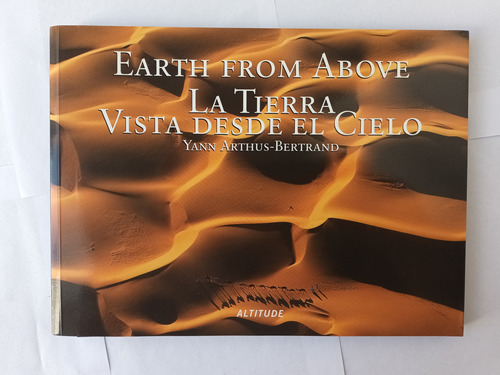 EARTH FROM ABOVE
LA TIERRA
VISTA DESDE EL CIELO
YANN ARTHUS-BERTRAND
ALTITUDE